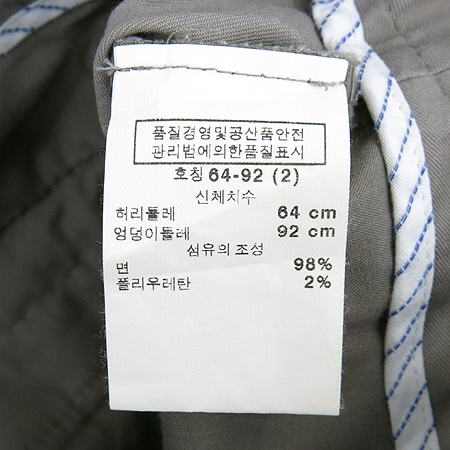 품질경영및공산품안전
관리법에의한품질표시
호칭 64-92 (2)
신체치수
허리둘레 64 cm
엉덩이둘레 92 cm
섬유의 조성
면 98%
폴리우레탄 2%